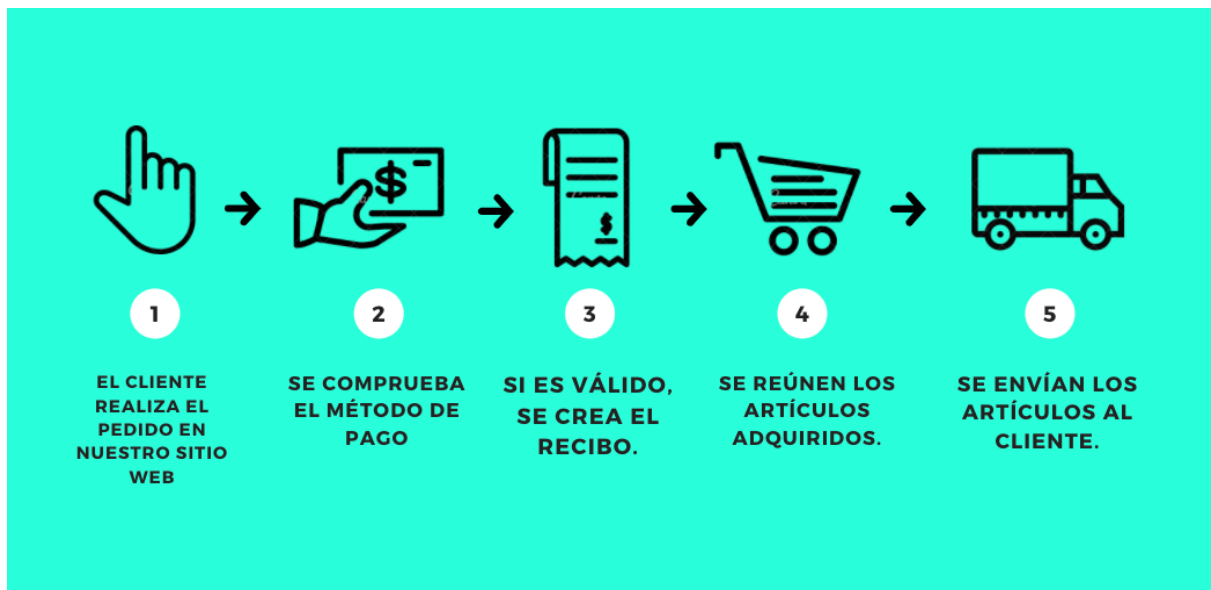 1
EL CLIENTE
REALIZA EL
PEDIDO EN
NUESTRO SITIO
WEB
2
SE COMPRUEBA
EL MÉTODO DE
PAGO
3
SI ES VÁLIDO,
SE CREA EL
RECIBO.
4
SE REÚNEN LOS
ARTÍCULOS
ADQUIRIDOS.
5
SE ENVÍAN LOS
ARTÍCULOS AL
CLIENTE.